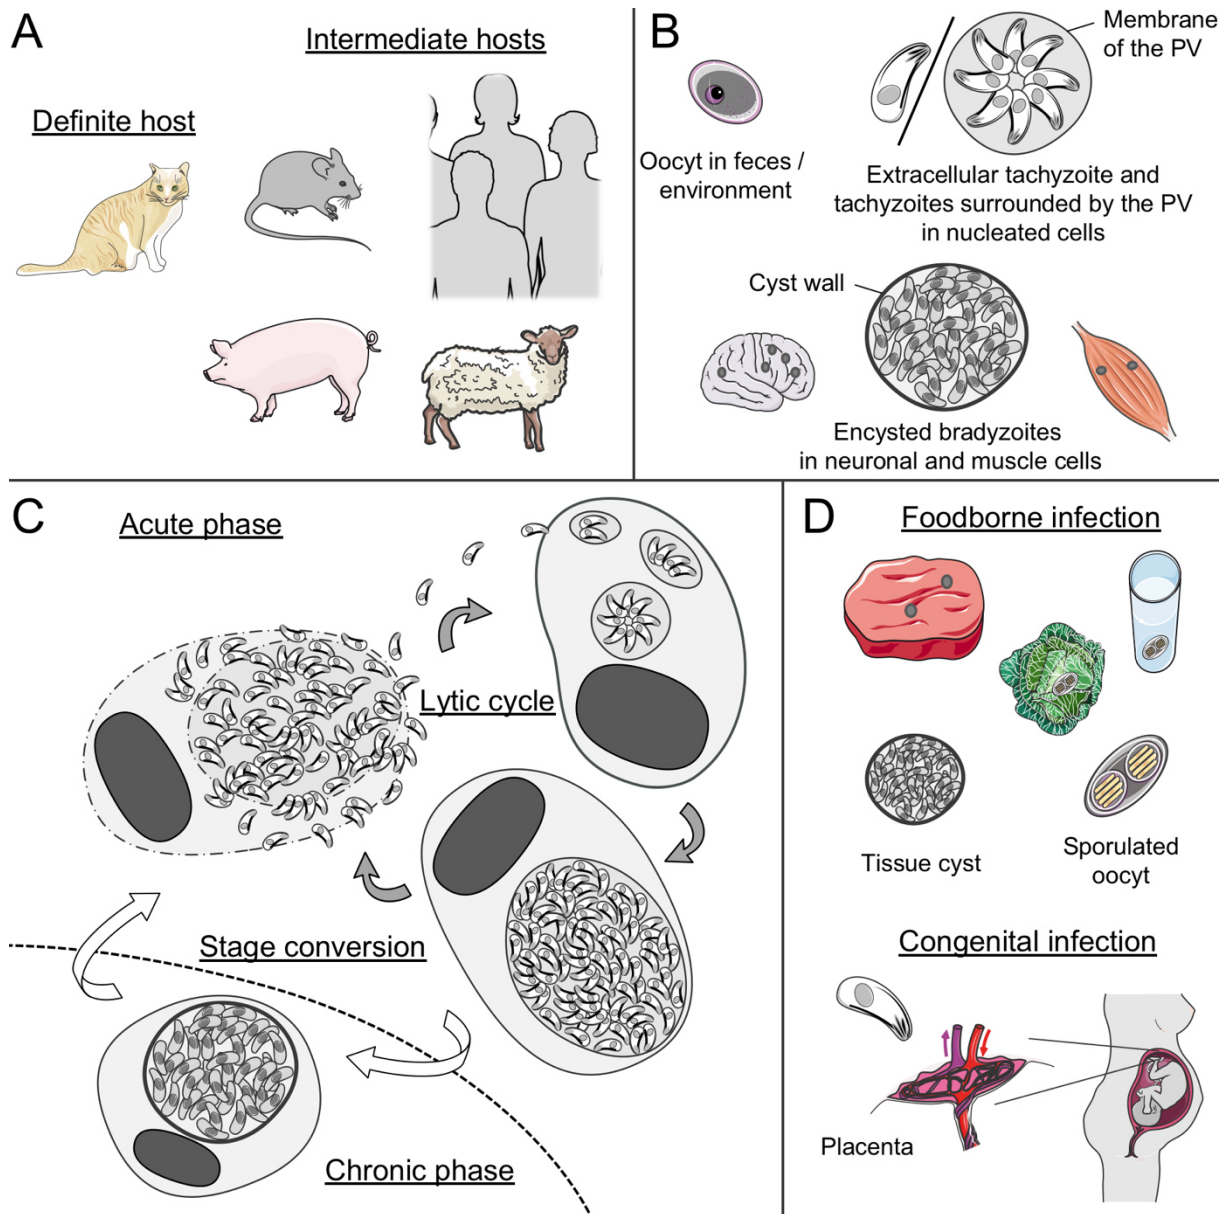 A
Intermediate hosts
Definite host
B
Membrane
of the PV
Oocyt in feces /
environment
Extracellular tachyzoite and
tachyzoites surrounded by the PV
in nucleated cells
Cyst wall
Encysted bradyzoites
in neuronal and muscle cells
C
Acute phase
Lytic cycle
Stage conversion
Chronic phase
D
Foodborne infection
Tissue cyst
Sporulated
oocyt
Congenital infection
Placenta